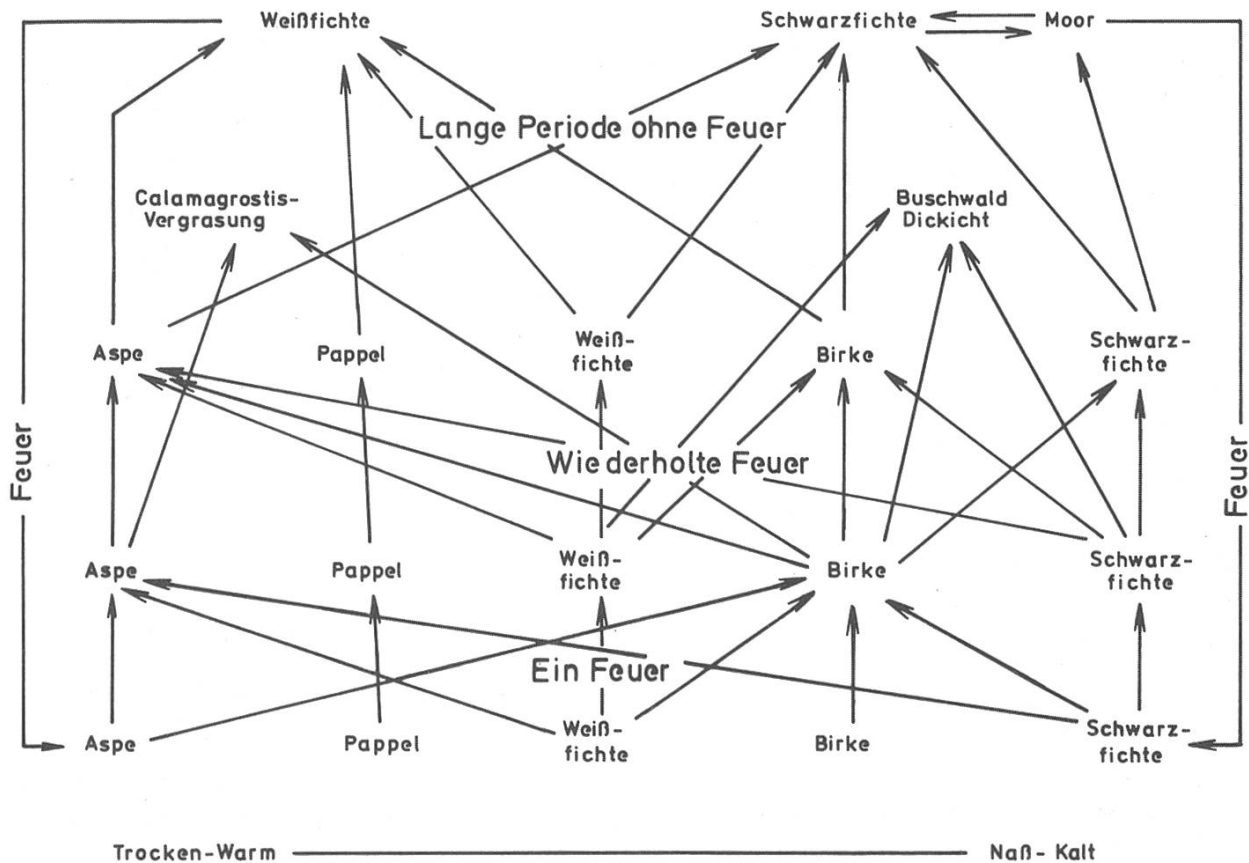 Weißfichte
Schwarzfichte
Moor
Lange Periode ohne Feuer
Calamagrostis-
Vergrasung
Buschwald
Dickicht
Aspe
Pappel
Weiß-
fichte
Birke
Schwarz-
fichte
Feuer
Wiederholte Feuer
Feuer
Aspe
Pappel
Weiß-
fichte
Birke
Schwarz-
fichte
Ein Feuer
Aspe
Pappel
Weiß-
fichte
Birke
Schwarz-
fichte
Trocken-Warm
Naß-Kalt